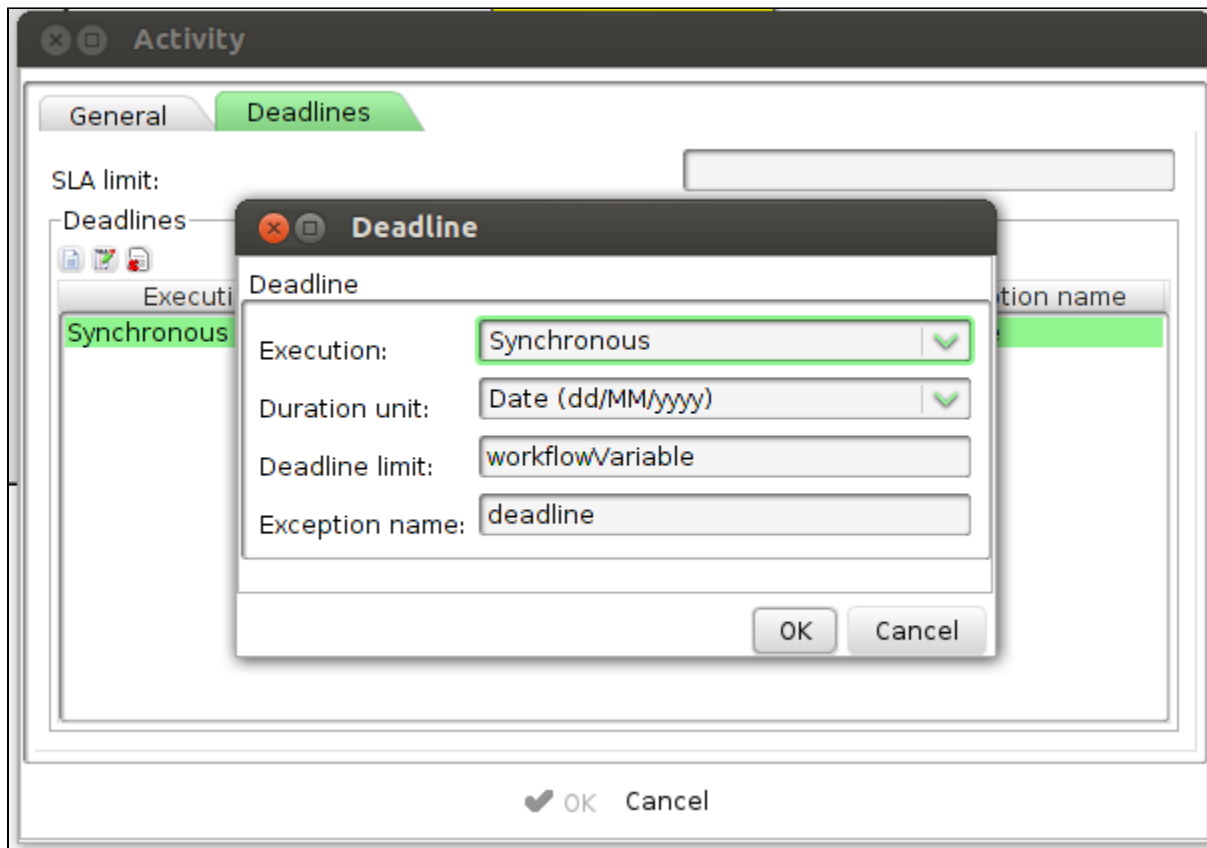 Activity
General Deadlines
SLA limit:
Deadlines
Deadline
Deadline
Execution:
Synchronous
Duration unit:
Date (dd/MM/yyyy)
Deadline limit:
workflowVariable
Exception name:
deadline
OK Cancel
name
Synchronous
OK Cancel